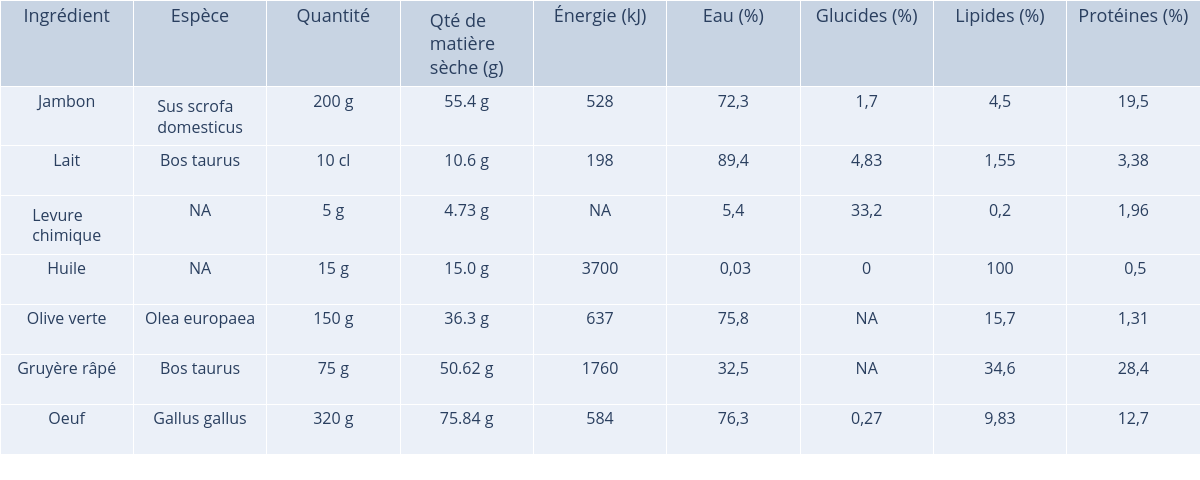 Ingrédient Espèce Quantité Qté de matière sèche (g) Énergie (kJ) Eau (%) Glucides (%) Lipides (%) Protéines (%)
Jambon Sus scrofa domesticus 200 g 55.4 g 528 72,3 1,7 4,5 19,5
Lait Bos taurus 10 cl 10.6 g 198 89,4 4,83 1,55 3,38
Levure chimique NA 5 g 4.73 g NA 5,4 33,2 0,2 1,96
Huile NA 15 g 15.0 g 3700 0,03 0 100 0,5
Olive verte Olea europaea 150 g 36.3 g 637 75,8 NA 15,7 1,31
Gruyère râpé Bos taurus 75 g 50.62 g 1760 32,5 NA 34,6 28,4
Oeuf Gallus gallus 320 g 75.84 g 584 76,3 0,27 9,83 12,7